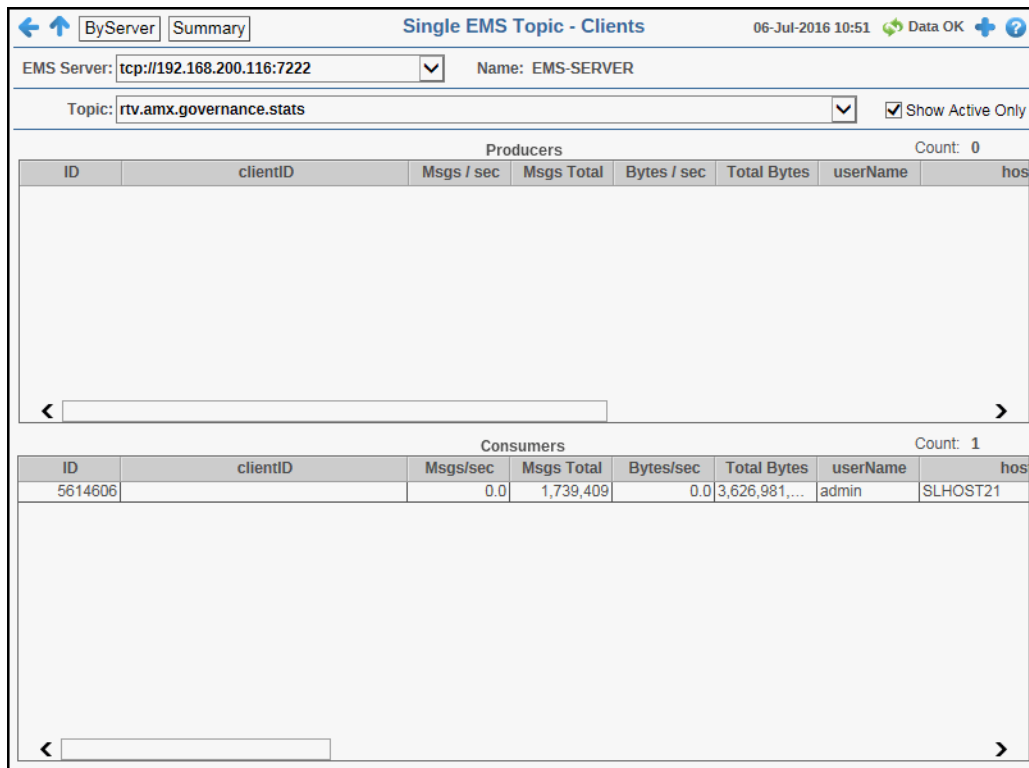 ByServer Summary Single EMS Topic - Clients 06-Jul-2016 10:51 Data OK
EMS Server: tcp://192.168.200.116:7222 Name: EMS-SERVER
Topic: rtv.amx.governance.stats Show Active Only
Producers Count: 0
ID clientID Msgs / sec Msgs Total Bytes / sec Total Bytes userName hos
Consumers Count: 1
ID clientID Msgs/sec Msgs Total Bytes/sec Total Bytes userName hos
5614606 0.0 1,739,409 0.0 3,626,981,... admin SLHOST21